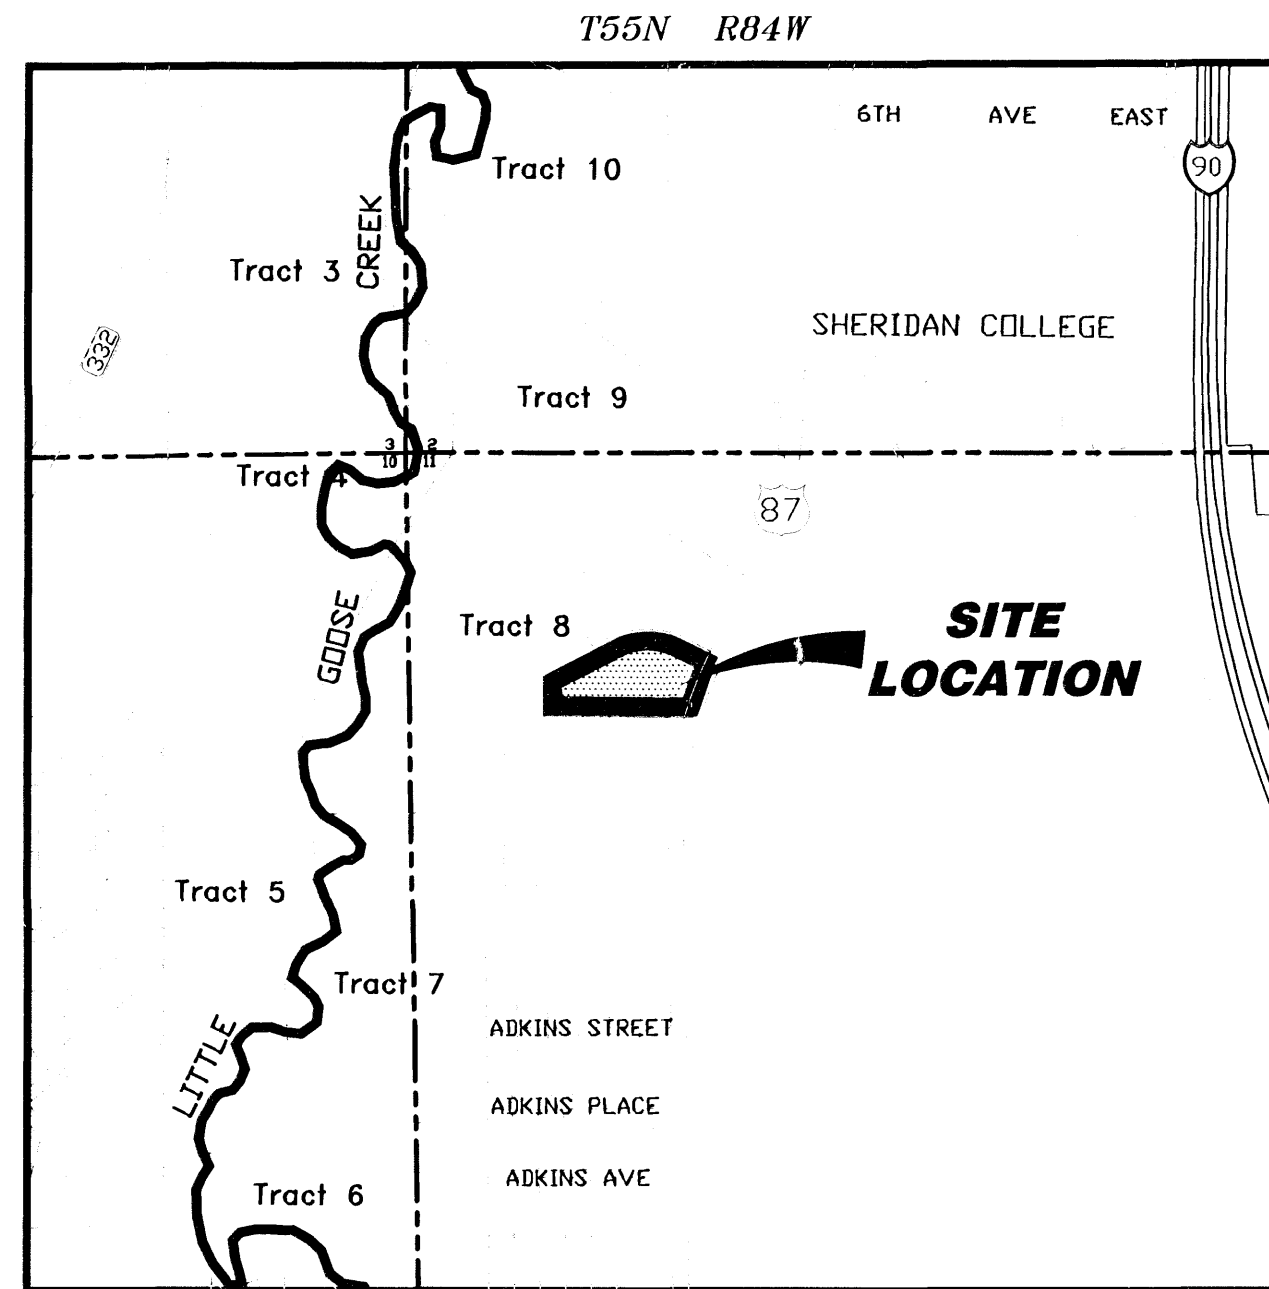 T55N R84W
6TH AVE EAST
90
Tract 10
CREEK
Tract 3
SHERIDAN COLLEGE
332
Tract 9
3 2
10 11
Tract 4
87
GOOSE
Tract 8
SITE
LOCATION
Tract 5
Tract 7
LITTLE
ADKINS STREET
ADKINS PLACE
ADKINS AVE
Tract 6